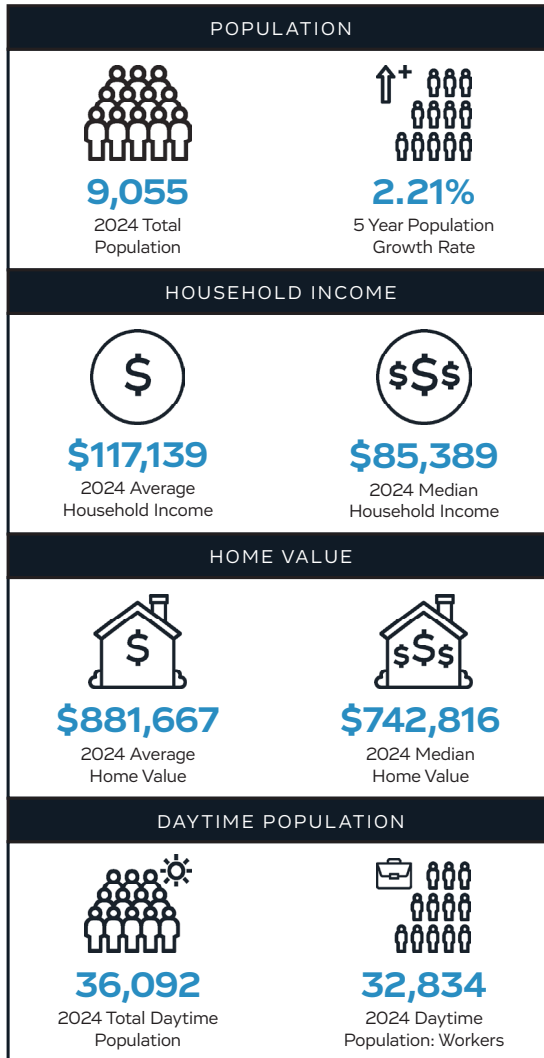 POPULATION
9,055
2024 Total
Population
2.21%
5 Year Population
Growth Rate
HOUSEHOLD INCOME
$
$$$
$117,139
2024 Average
Household Income
$85,389
2024 Median
Household Income
HOME VALUE
$
$$$
$881,667
2024 Average
Home Value
$742,816
2024 Median
Home Value
DAYTIME POPULATION
36,092
2024 Total Daytime
Population
32,834
2024 Daytime
Population: Workers